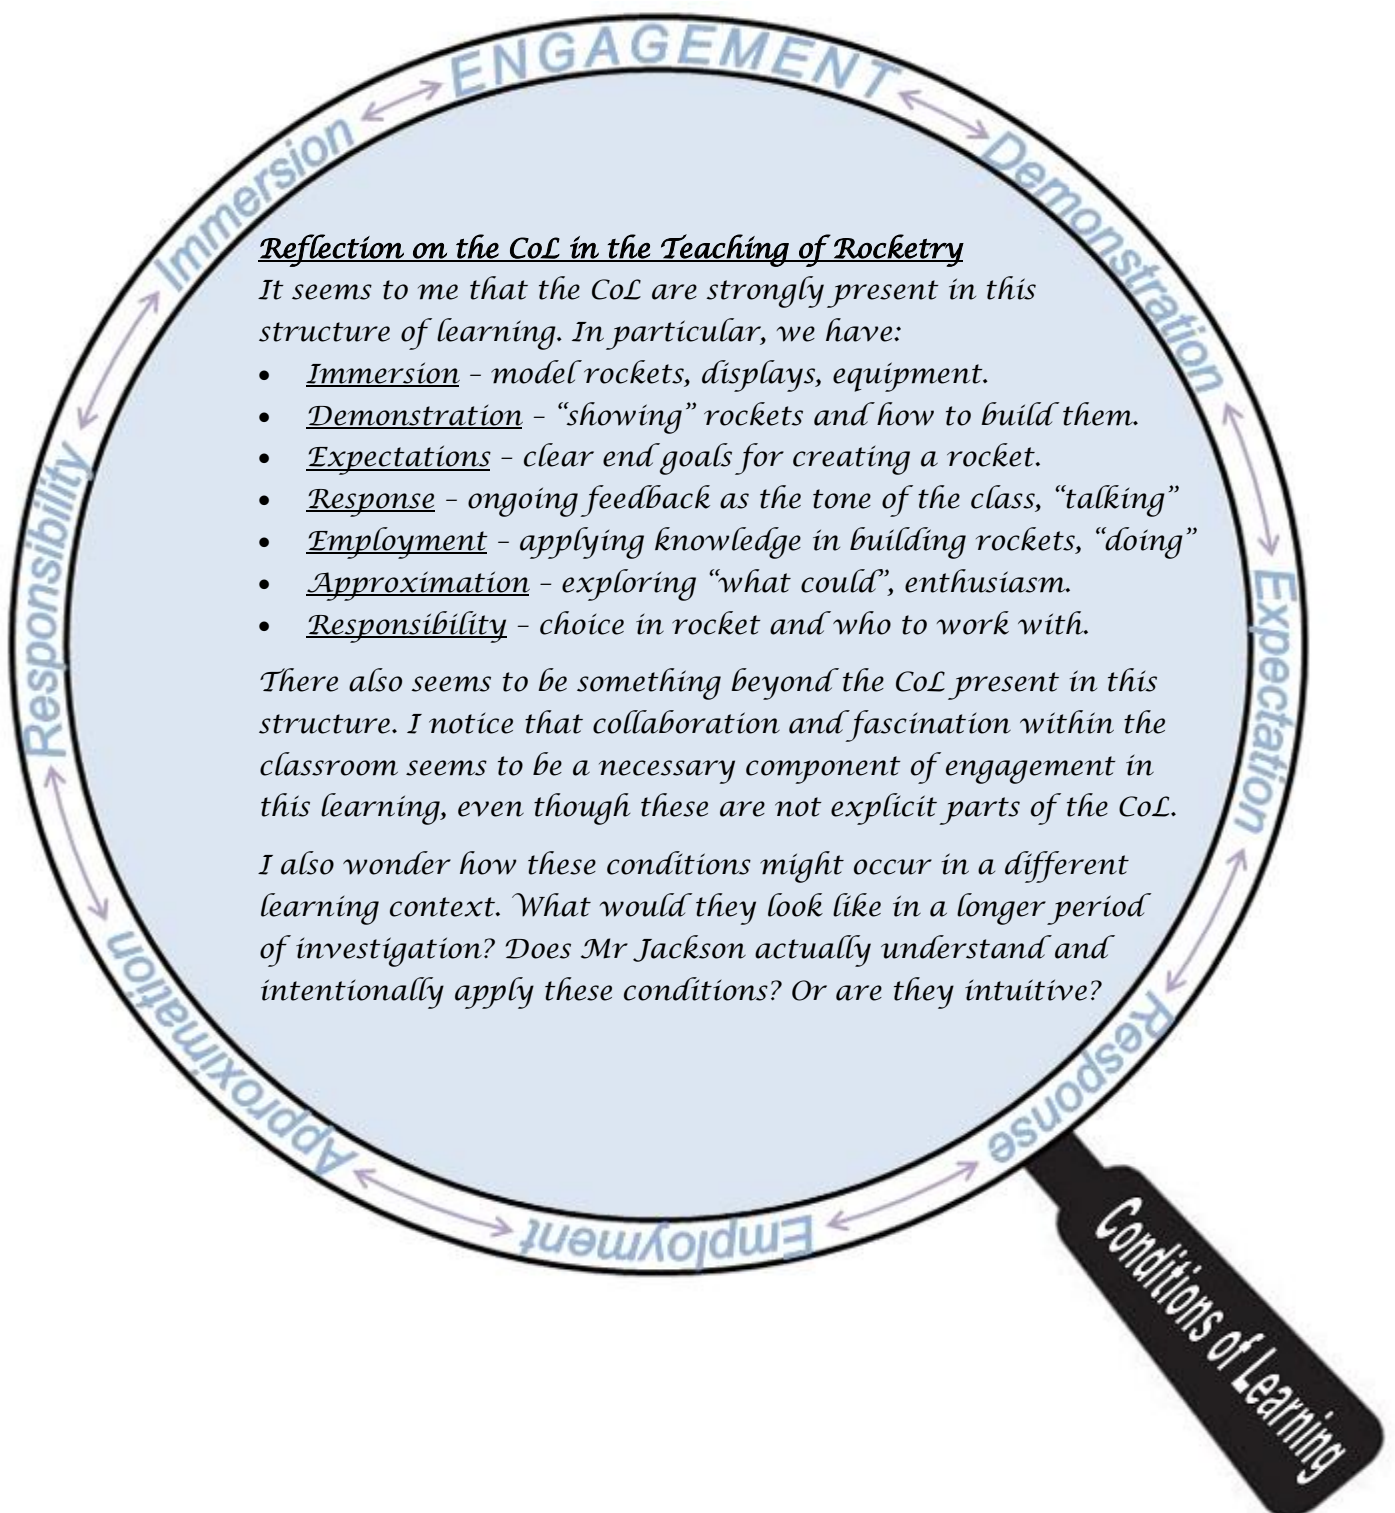 ENGAGEMENT
Demonstration
Expectation
Response
Employment
Approximation
Responsibility
Immersion
Reflection on the CoL in the Teaching of Rocketry
It seems to me that the CoL are strongly present in this
structure of learning. In particular, we have:
• Immersion – model rockets, displays, equipment.
• Demonstration – “showing” rockets and how to build them.
• Expectations – clear end goals for creating a rocket.
• Response – ongoing feedback as the tone of the class, “talking”
• Employment – applying knowledge in building rockets, “doing”
• Approximation – exploring “what could”, enthusiasm.
• Responsibility – choice in rocket and who to work with.
There also seems to be something beyond the CoL present in this
structure. I notice that collaboration and fascination within the
classroom seems to be a necessary component of engagement in
this learning, even though these are not explicit parts of the CoL.
I also wonder how these conditions might occur in a different
learning context. What would they look like in a longer period
of investigation? Does Mr Jackson actually understand and
intentionally apply these conditions? Or are they intuitive?
Conditions of Learning